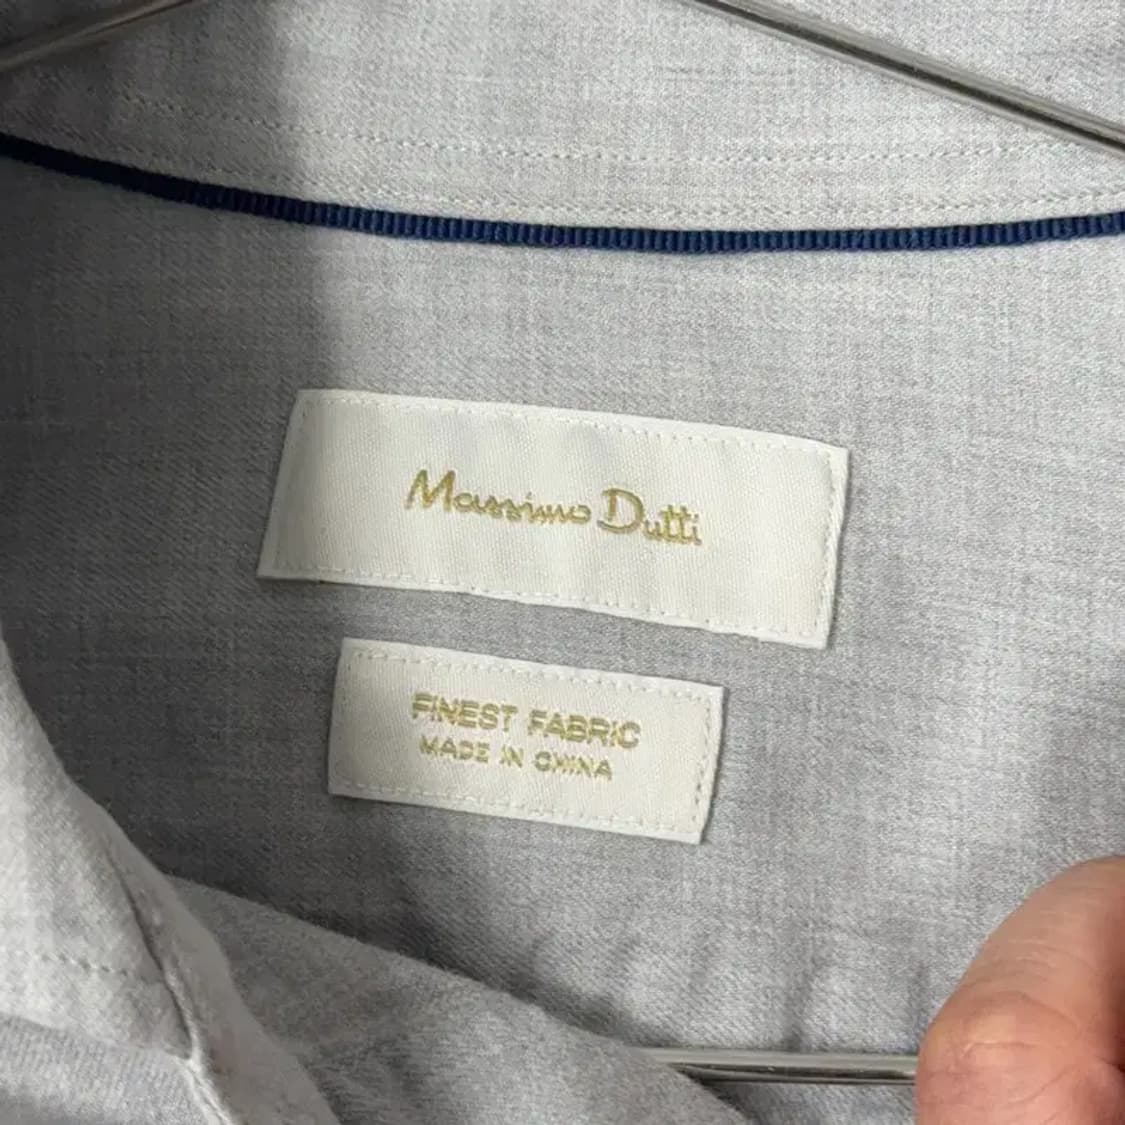 Massimo Dutti
FINEST FABRIC
MADE IN CHINA